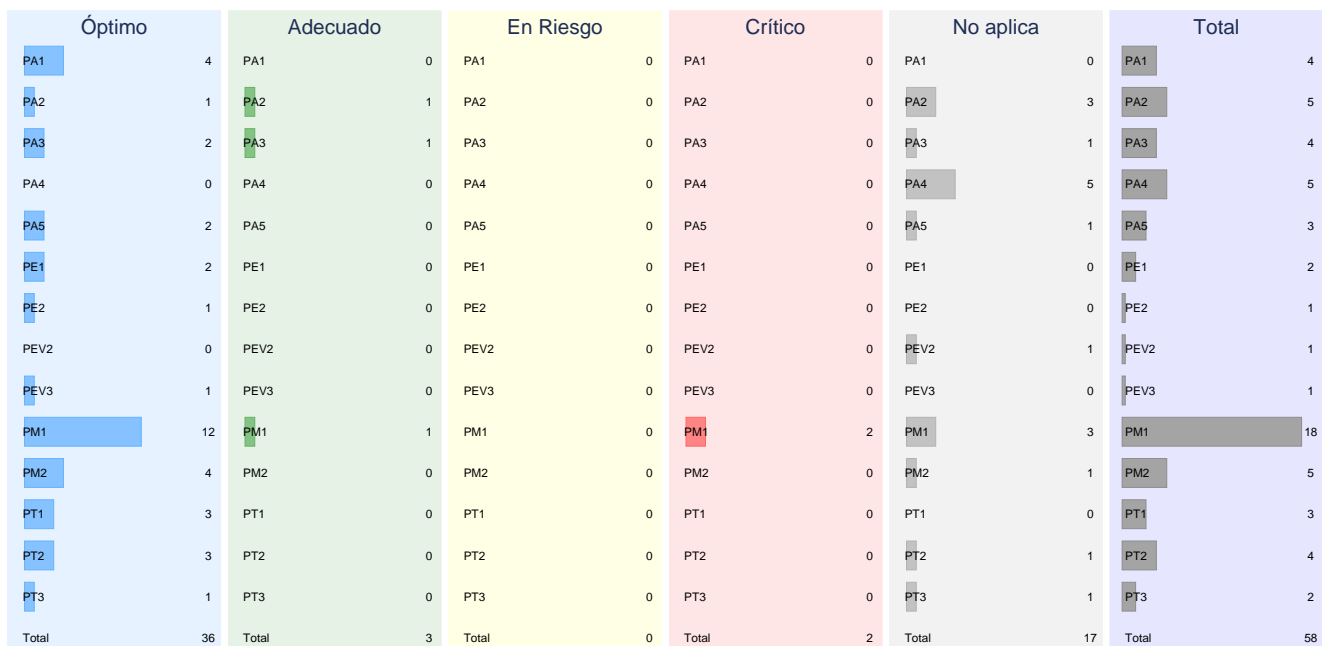 Óptimo Adecuado En Riesgo Crítico No aplica Total
PA1 4 PA1 0 PA1 0 PA1 0 PA1 0 PA1 4
PA2 1 PA2 1 PA2 0 PA2 0 PA2 3 PA2 5
PA3 2 PA3 1 PA3 0 PA3 0 PA3 1 PA3 4
PA4 0 PA4 0 PA4 0 PA4 0 PA4 5 PA4 5
PA5 2 PA5 0 PA5 0 PA5 0 PA5 1 PA5 3
PE1 2 PE1 0 PE1 0 PE1 0 PE1 0 PE1 2
PE2 1 PE2 0 PE2 0 PE2 0 PE2 0 PE2 1
PEV2 0 PEV2 0 PEV2 0 PEV2 0 PEV2 1 PEV2 1
PEV3 1 PEV3 0 PEV3 0 PEV3 0 PEV3 0 PEV3 1
PM1 12 PM1 1 PM1 0 PM1 2 PM1 3 PM1 18
PM2 4 PM2 0 PM2 0 PM2 0 PM2 1 PM2 5
PT1 3 PT1 0 PT1 0 PT1 0 PT1 0 PT1 3
PT2 3 PT2 0 PT2 0 PT2 0 PT2 1 PT2 4
PT3 1 PT3 0 PT3 0 PT3 0 PT3 1 PT3 2
Total 36 Total 3 Total 0 Total 2 Total 17 Total 58